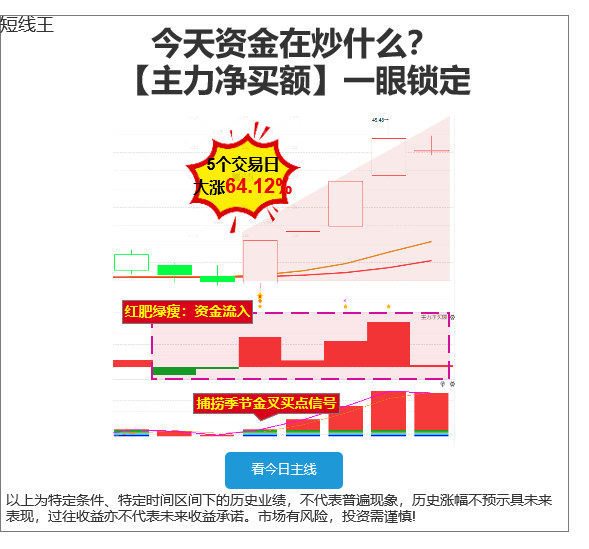 短线王
今天资金在炒什么？
【主力净买额】一眼锁定
5个交易日
大涨64.12%
红肥绿瘦：资金流入
捕捞季节金叉买点信号
看今日主线
以上为特定条件、特定时间区间下的历史业绩，不代表普遍现象，历史涨幅不预示具未来
表现，过往收益亦不代表未来收益承诺。市场有风险，投资需谨慎!